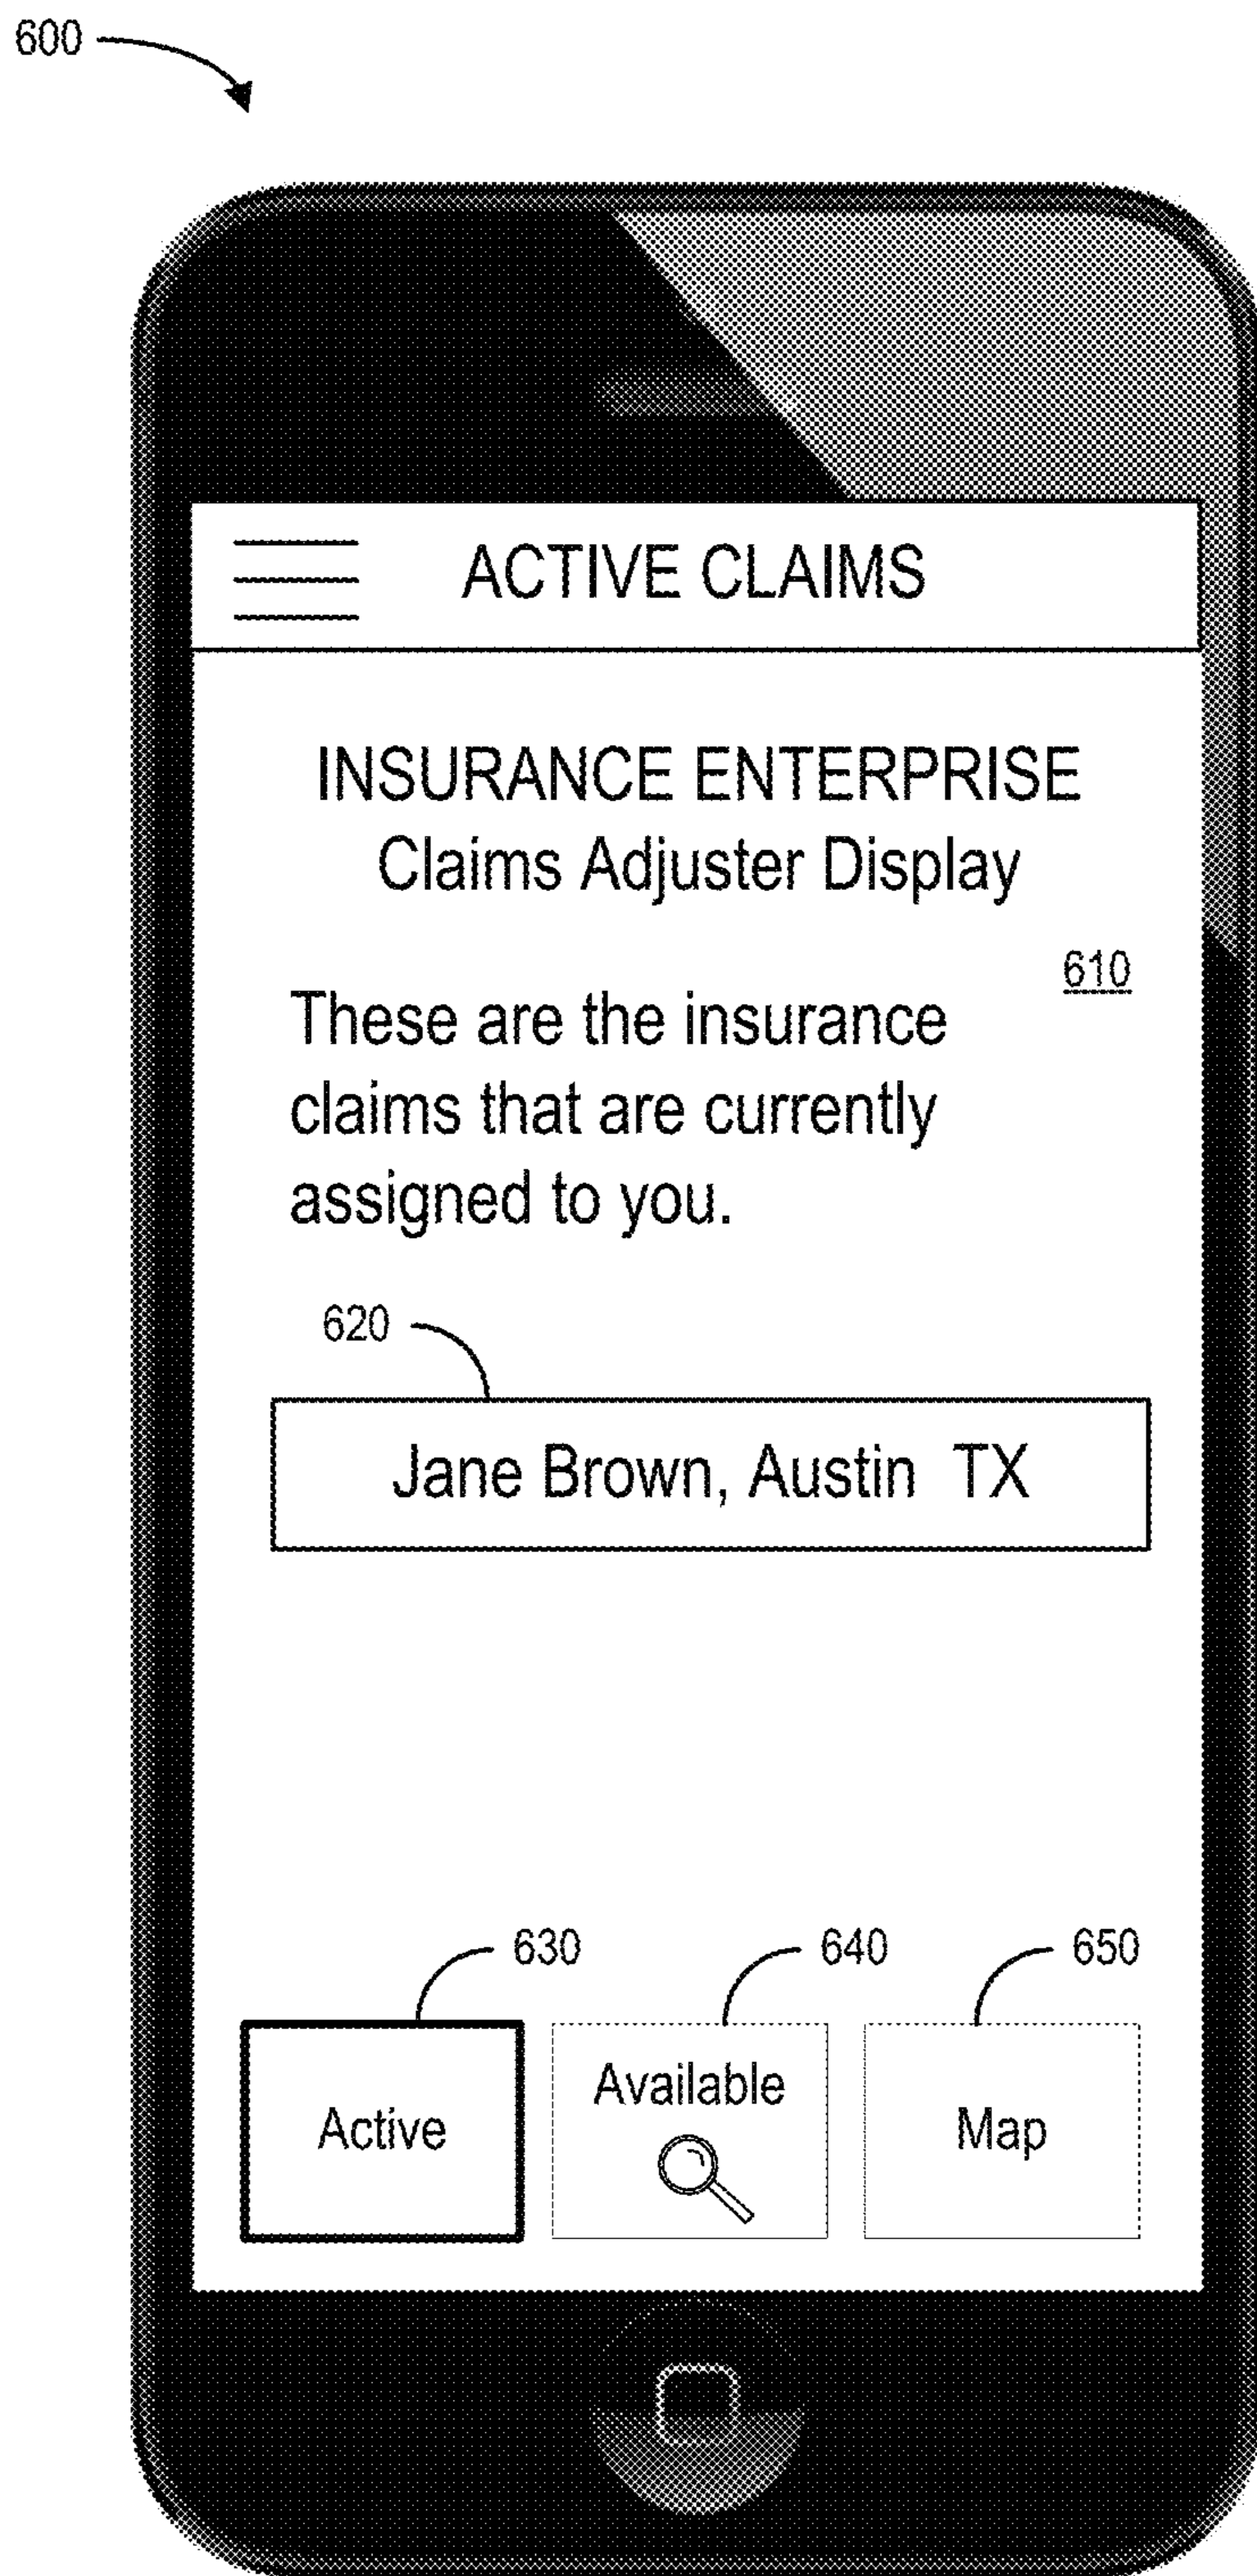 600
ACTIVE CLAIMS
INSURANCE ENTERPRISE
Claims Adjuster Display
610
These are the insurance
claims that are currently
assigned to you.
620
Jane Brown, Austin TX
630 640 650
Active Available Map